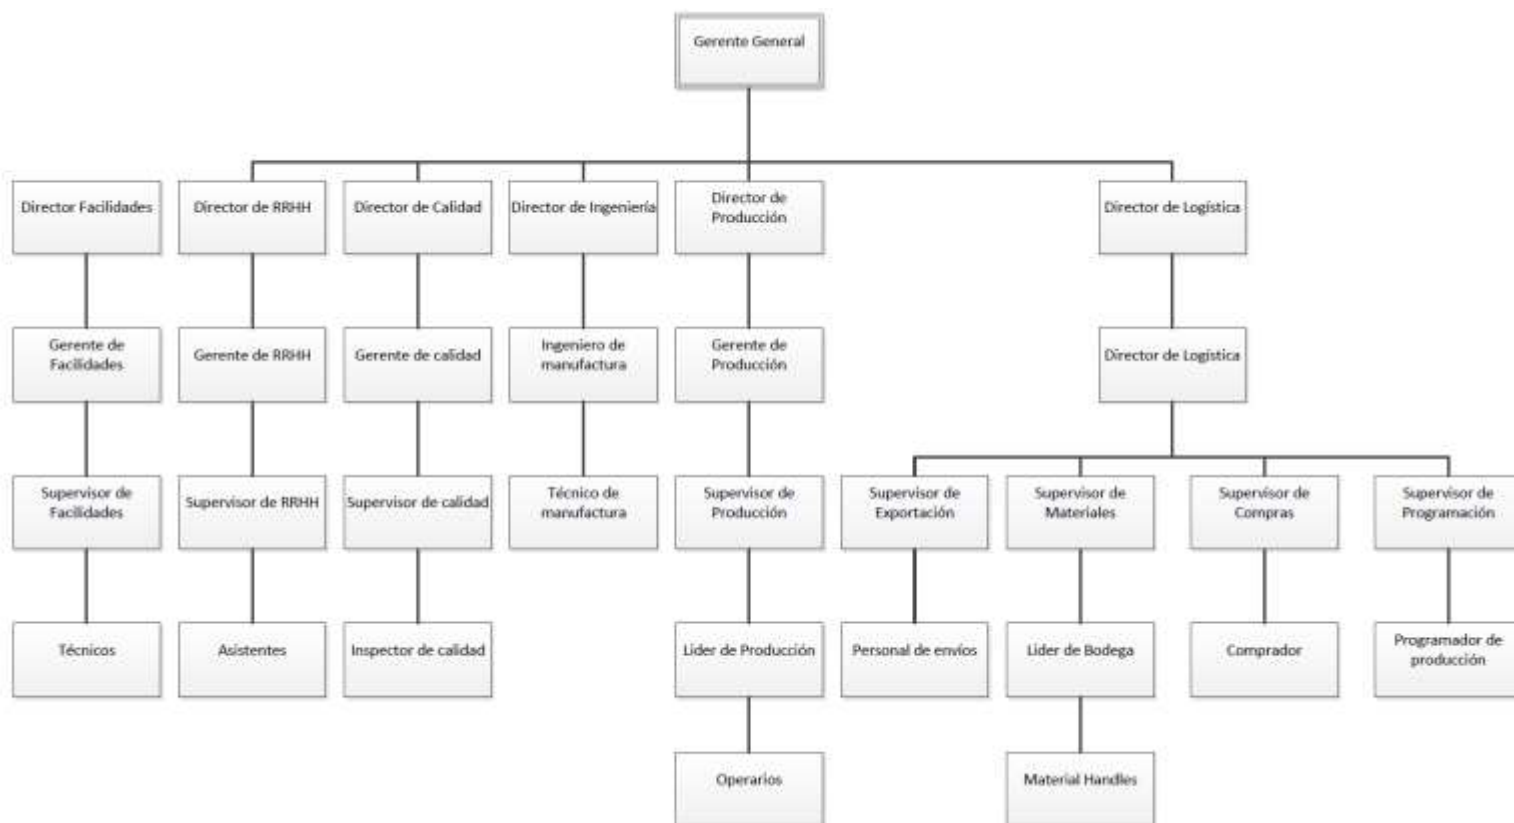 Gerente General
Director Facilidades
Director de RRHH
Director de Calidad
Director de Ingeniería
Director de
Producción
Director de Logística
Gerente de
Facilidades
Gerente de RRHH
Gerente de calidad
Ingeniero de
manufactura
Gerente de
Producción
Director de Logística
Supervisor de
Facilidades
Supervisor de RRHH
Supervisor de calidad
Técnico de
manufactura
Supervisor de
Producción
Supervisor de
Exportación
Supervisor de
Materiales
Supervisor de
Compras
Supervisor de
Programación
Técnicos
Asistentes
Inspector de calidad
Lider de Producción
Personal de envíos
Lider de Bodega
Comprador
Programador de
producción
Operarios
Material Handles